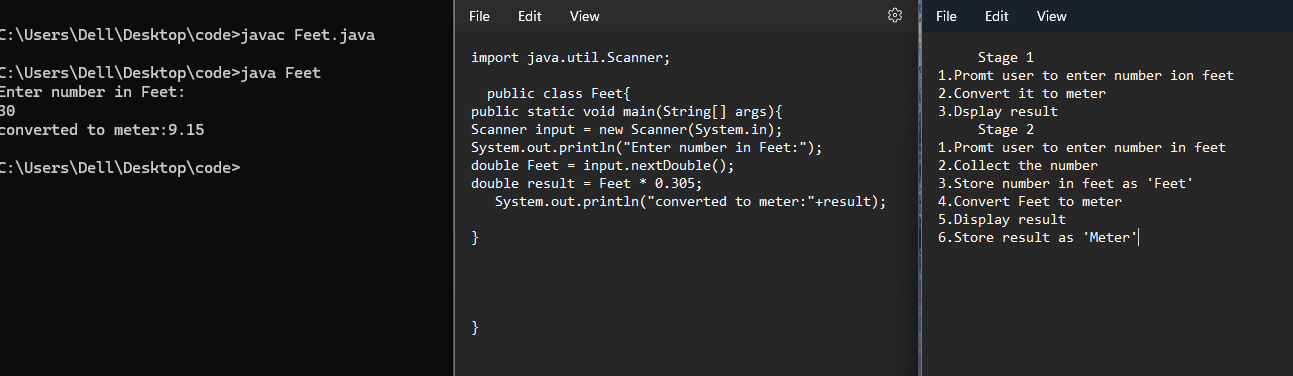 C:\Users\Dell\Desktop\code>javac Feet.java
C:\Users\Dell\Desktop\code>java Feet
Enter number in Feet:
30
converted to meter:9.15
C:\Users\Dell\Desktop\code>
File Edit View
import java.util.Scanner;
public class Feet{
public static void main(String[] args){
Scanner input = new Scanner(System.in);
System.out.println("Enter number in Feet:");
double Feet = input.nextDouble();
double result = Feet * 0.305;
System.out.println("converted to meter:"+result);
}
}
File Edit View
Stage 1
1.Promt user to enter number ion feet
2.Convert it to meter
3.Dsplay result
Stage 2
1.Promt user to enter number in feet
2.Collect the number
3.Store number in feet as 'Feet'
4.Convert Feet to meter
5.Display result
6.Store result as 'Meter'